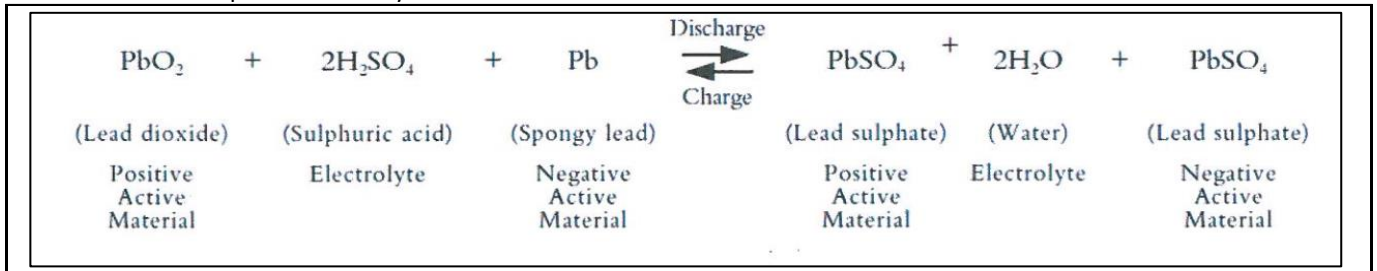 Discharge
PbO₂ + 2H₂SO₄ + Pb PbSO₄ + 2H₂O + PbSO₄
Charge
(Lead dioxide) (Sulphuric acid) (Spongy lead) (Lead sulphate) (Water) (Lead sulphate)
Positive Electrolyte Negative Positive Electrolyte Negative
Active Active Active Active
Material Material Material Material